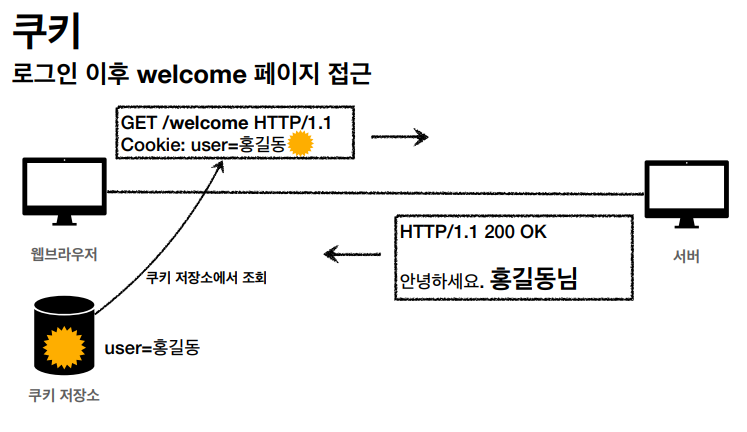 쿠키
로그인 이후 welcome 페이지 접근
GET /welcome HTTP/1.1
Cookie: user=홍길동
웹브라우저
서버
HTTP/1.1 200 OK
안녕하세요. 홍길동님
쿠키 저장소에서 조회
user=홍길동
쿠키 저장소